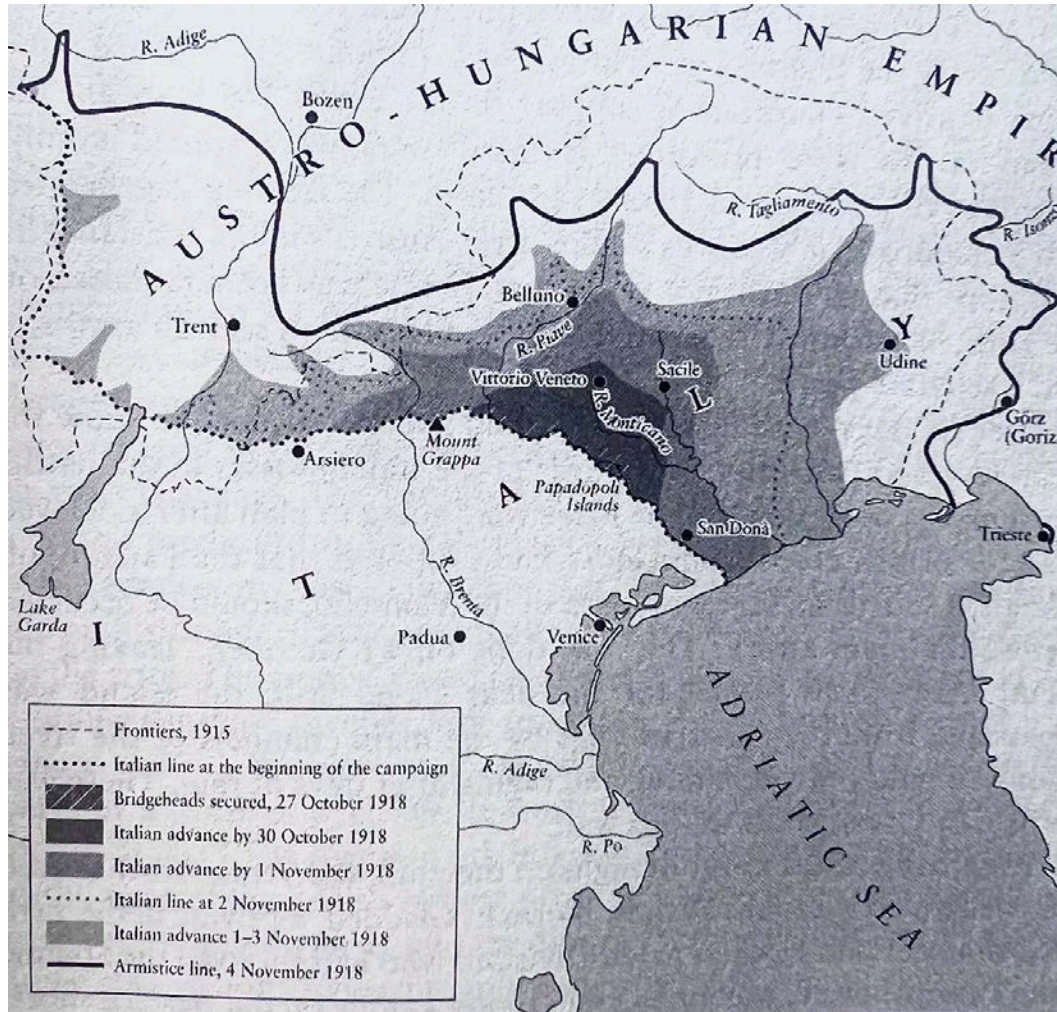 R. Adige
AUSTRO-HUNGARIAN EMPIR
Bozen
R. Tagliamento
R. Ison
Belluno
Trent
R. Piave
Udine
Vittorio Veneto
Sacile
R. Monticano
Görz
(Goriz
Mount
Grappa
Arsiero
Papadopoli
Islands
San Donà
Trieste
ITALY
R. Brenta
Lake
Garda
Padua
Venice
ADRIATIC SEA
R. Adige
R. Po
Frontiers, 1915
Italian line at the beginning of the campaign
Bridgeheads secured, 27 October 1918
Italian advance by 30 October 1918
Italian advance by 1 November 1918
Italian line at 2 November 1918
Italian advance 1–3 November 1918
Armistice line, 4 November 1918